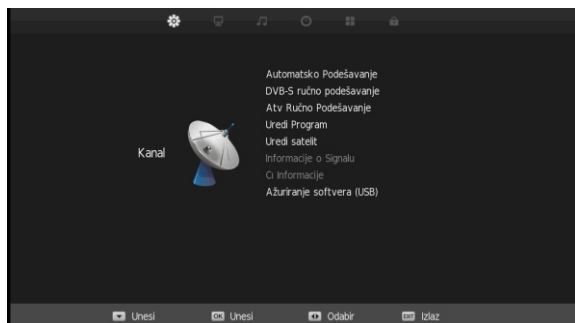 Automatsko Podešavanje
DVB-S ručno podešavanje
Atv Ručno Podešavanje
Uredi Program
Uredi satelit
Kanal
Informacije o Signalu
Ci Informacije
Ažuriranje softvera (USB)
Unesi OK Unesi Odabir EXIT Izlaz